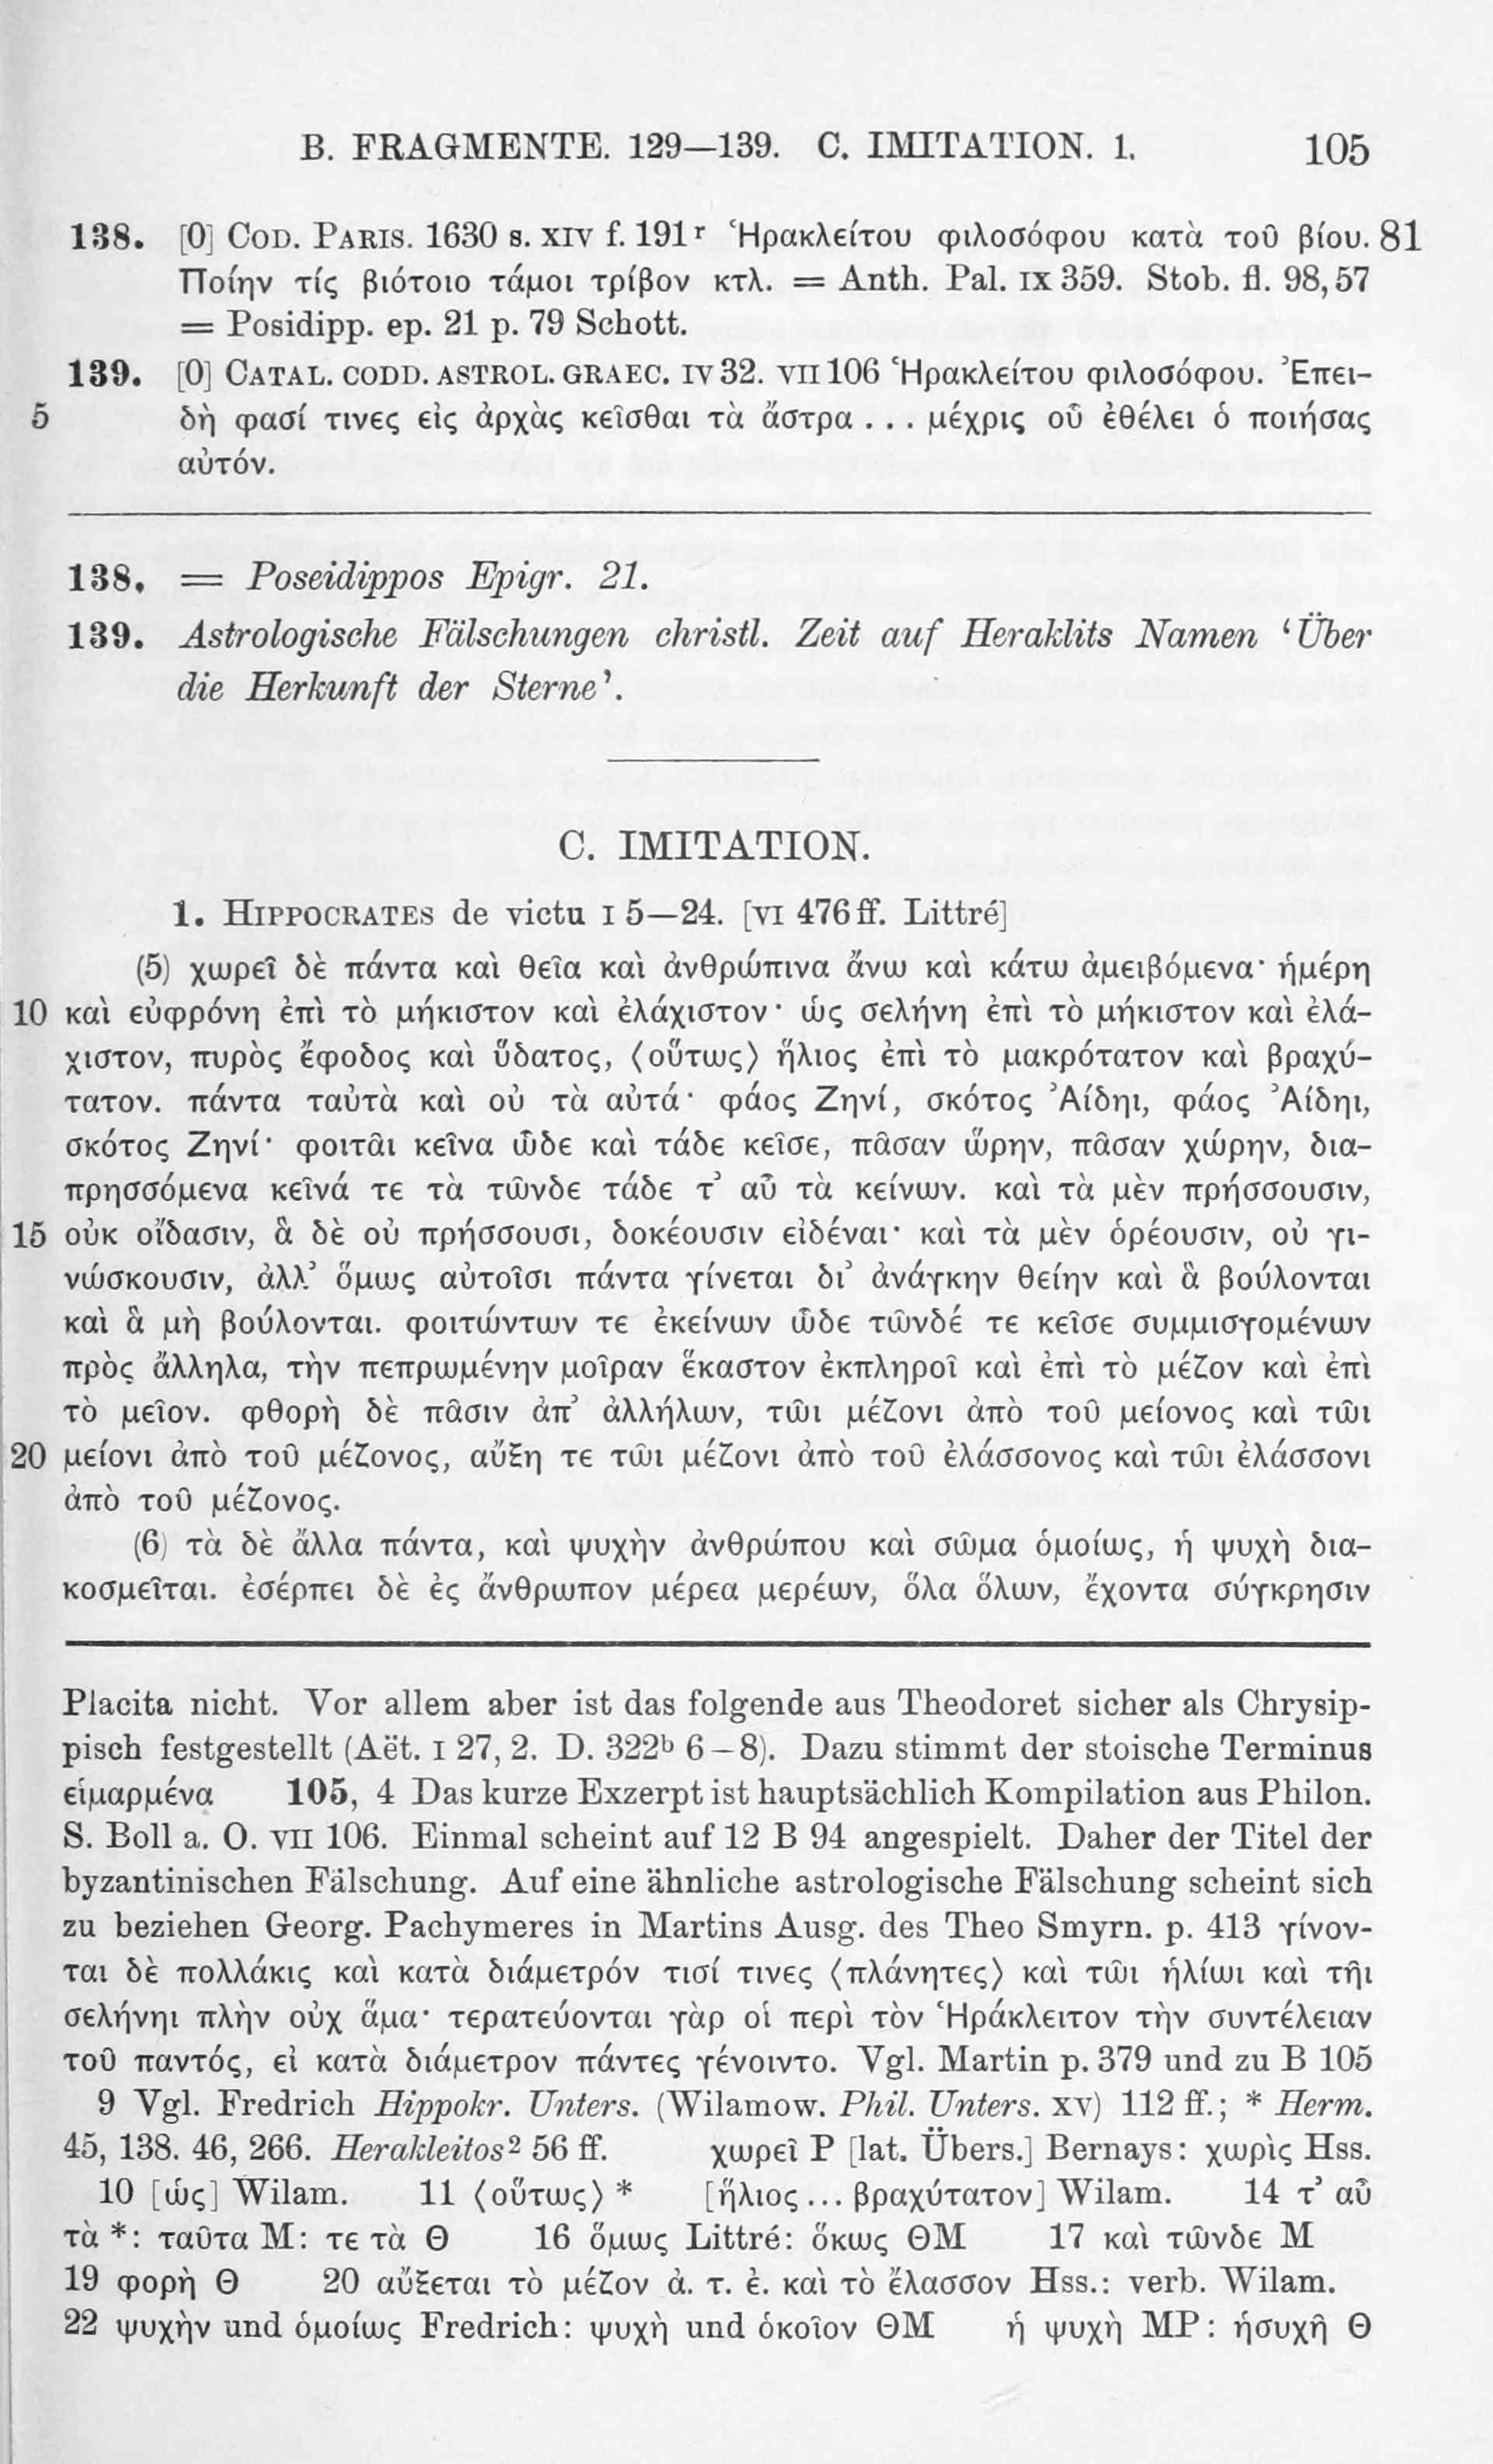 B. FRAGMENTE. 129—139. C. IMITATION. 1. 105
138. [0] COD. PARIS. 1630 s. XIV f. 191ʳ Ἡρακλείτου φιλοσόφου κατὰ τοῦ βίου. 81
Ποίην τίς βιότοιο τάμοι τρίβον κτλ. = Anth. Pal. IX 359. Stob. fl. 98, 57
= Posidipp. ep. 21 p. 79 Schott.
139. [0] CATAL. CODD. ASTROL. GRAEC. IV 32. VII 106 Ἡρακλείτου φιλοσόφου. Ἐπει-
5 δὴ φασί τινες εἰς ἀρχὰς κεῖσθαι τὰ ἄστρα ... μέχρις οὗ ἐθέλει ὁ ποιήσας
αὐτόν.
138. = Poseidippos Epigr. 21.
139. Astrologische Fälschungen christl. Zeit auf Heraklits Namen ‘Über
die Herkunft der Sterne’.
C. IMITATION.
1. HIPPOCRATES de victu I 5—24. [VI 476 ff. Littré]
(5) χωρεῖ δὲ πάντα καὶ θεῖα καὶ ἀνθρώπινα ἄνω καὶ κάτω ἀμειβόμενα· ἡμέρη
10 καὶ εὐφρόνη ἐπὶ τὸ μήκιστον καὶ ἐλάχιστον· ὡς σελήνη ἐπὶ τὸ μήκιστον καὶ ἐλά-
χιστον, πυρὸς ἔφοδος καὶ ὕδατος, ⟨οὕτως⟩ ἥλιος ἐπὶ τὸ μακρότατον καὶ βραχύ-
τατον. πάντα ταὐτὰ καὶ οὐ τὰ αὐτά· φάος Ζηνί, σκότος Ἀίδηι, φάος Ἀίδηι,
σκότος Ζηνί· φοιτᾶι κεῖνα ὧδε καὶ τάδε κεῖσε, πᾶσαν ὥρην, πᾶσαν χώρην, δια-
πρησσόμενα κεῖνά τε τὰ τῶνδε τάδε τ’ αὖ τὰ κείνων. καὶ τὰ μὲν πρήσσουσιν,
15 οὐκ οἴδασιν, ἃ δὲ οὐ πρήσσουσι, δοκέουσιν εἰδέναι· καὶ τὰ μὲν ὁρέουσιν, οὐ γι-
νώσκουσιν, ἀλλ’ ὅμως αὐτοῖσι πάντα γίνεται δι’ ἀνάγκην θείην καὶ ἃ βούλονται
καὶ ἃ μὴ βούλονται. φοιτώντων τε ἐκείνων ὧδε τῶνδέ τε κεῖσε συμμισγομένων
πρὸς ἄλληλα, τὴν πεπρωμένην μοῖραν ἕκαστον ἐκπληροῖ καὶ ἐπὶ τὸ μέζον καὶ ἐπὶ
τὸ μεῖον. φθορὴ δὲ πᾶσιν ἀπ’ ἀλλήλων, τῶι μέζονι ἀπὸ τοῦ μείονος καὶ τῶι
20 μείονι ἀπὸ τοῦ μέζονος, αὔξη τε τῶι μέζονι ἀπὸ τοῦ ἐλάσσονος καὶ τῶι ἐλάσσονι
ἀπὸ τοῦ μέζονος.
(6) τὰ δὲ ἄλλα πάντα, καὶ ψυχὴν ἀνθρώπου καὶ σῶμα ὁμοίως, ἡ ψυχὴ δια-
κοσμεῖται. ἐσέρπει δὲ ἐς ἄνθρωπον μέρεα μερέων, ὅλα ὅλων, ἔχοντα σύγκρησιν
Placita nicht. Vor allem aber ist das folgende aus Theodoret sicher als Chrysip-
pisch festgestellt (Aët. I 27, 2. D. 322ᵇ 6–8). Dazu stimmt der stoische Terminus
εἱμαρμένα 105, 4 Das kurze Exzerpt ist hauptsächlich Kompilation aus Philon.
S. Boll a. O. VII 106. Einmal scheint auf 12 B 94 angespielt. Daher der Titel der
byzantinischen Fälschung. Auf eine ähnliche astrologische Fälschung scheint sich
zu beziehen Georg. Pachymeres in Martins Ausg. des Theo Smyrn. p. 413 γίνον-
ται δὲ πολλάκις καὶ κατὰ διάμετρόν τισί τινες ⟨πλάνητες⟩ καὶ τῶι ἡλίωι καὶ τῆι
σελήνηι πλὴν οὐχ ἅμα· τερατεύονται γὰρ οἱ περὶ τὸν Ἡράκλειτον τὴν συντέλειαν
τοῦ παντός, εἰ κατὰ διάμετρον πάντες γένοιντο. Vgl. Martin p. 379 und zu B 105
9 Vgl. Fredrich Hippokr. Unters. (Wilamow. Phil. Unters. XV) 112 ff.; * Herm.
45, 138. 46, 266. Herakleitos² 56 ff. χωρεῖ P [lat. Übers.] Bernays: χωρὶς Hss.
10 [ὡς] Wilam. 11 ⟨οὕτως⟩ * [ἥλιος ... βραχύτατον] Wilam. 14 τ’ αὖ
τὰ *: ταῦτα M: τε τὰ Θ 16 ὅμως Littré: ὅκως ΘM 17 καὶ τῶνδε M
19 φορὴ Θ 20 αὔξεται τὸ μέζον ἀ. τ. ἐ. καὶ τὸ ἔλασσον Hss.: verb. Wilam.
22 ψυχὴν und ὁμοίως Fredrich: ψυχὴ und ὁκοῖον ΘM ἡ ψυχὴ MP: ἡσυχῆ Θ